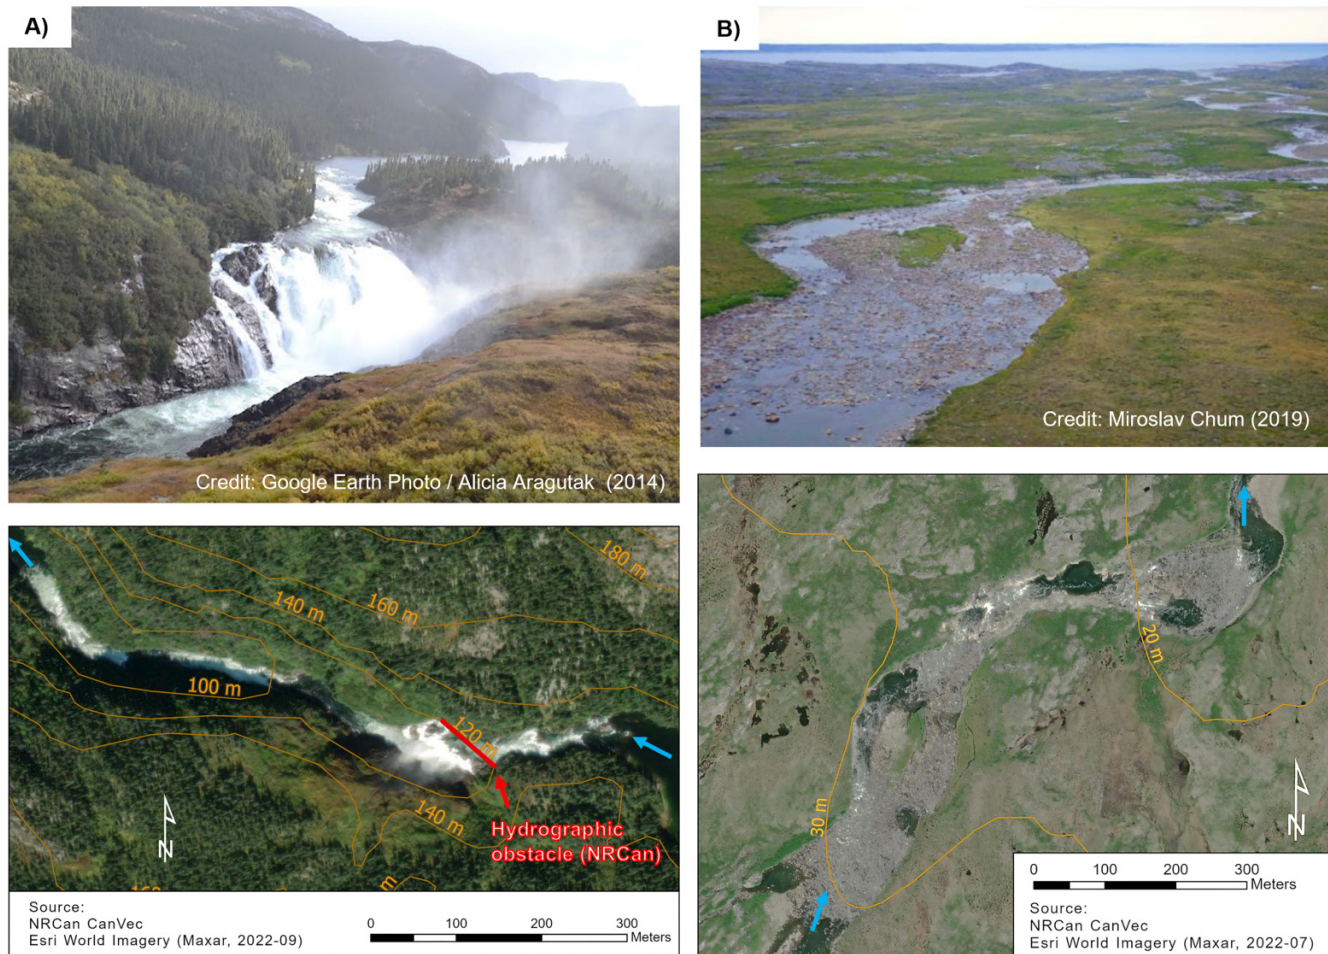 A)
Credit: Google Earth Photo / Alicia Aragutak (2014)
B)
Credit: Miroslav Chum (2019)
180 m
160 m
140 m
100 m
120 m
140 m
Hydrographic
obstacle (NRCan)
N
Source:
NRCan CanVec
Esri World Imagery (Maxar, 2022-09)
0 100 200 300
Meters
20 m
30 m
N
0 100 200 300
Meters
Source:
NRCan CanVec
Esri World Imagery (Maxar, 2022-07)